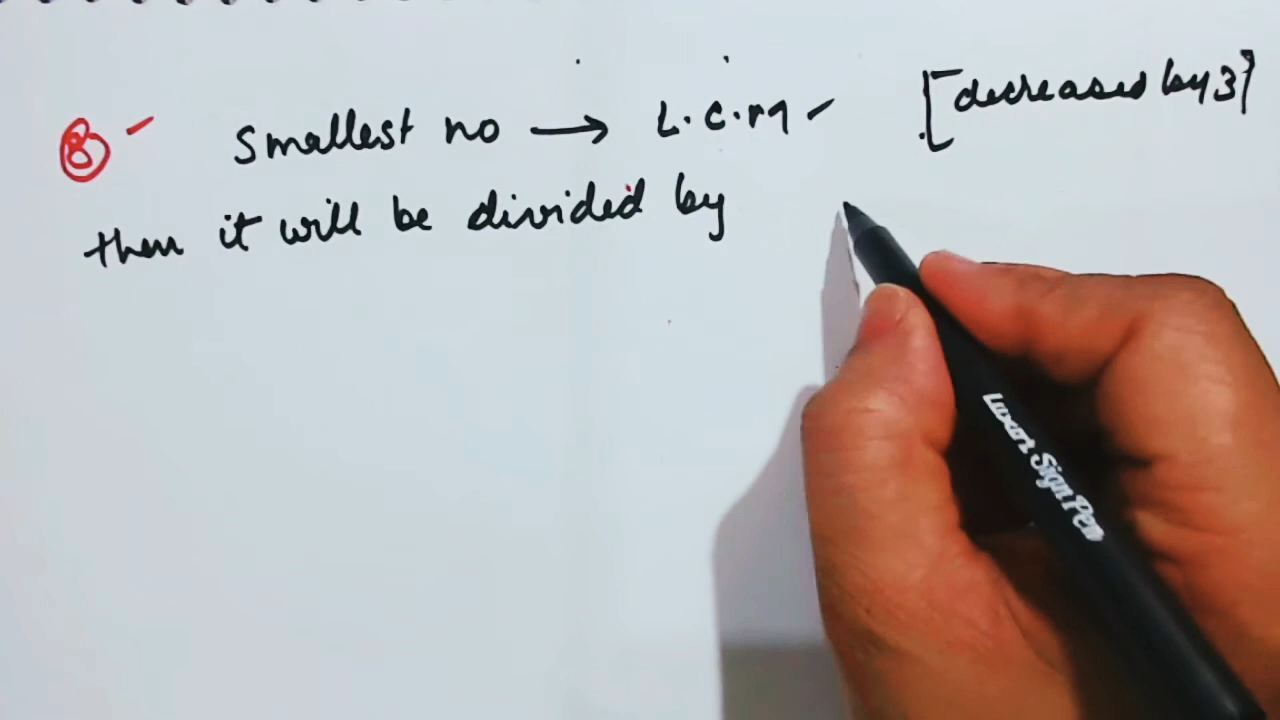 8 - Smallest no → L.C.M - [decreased by 3]
then it will be divided by
Luxor Sign Pen